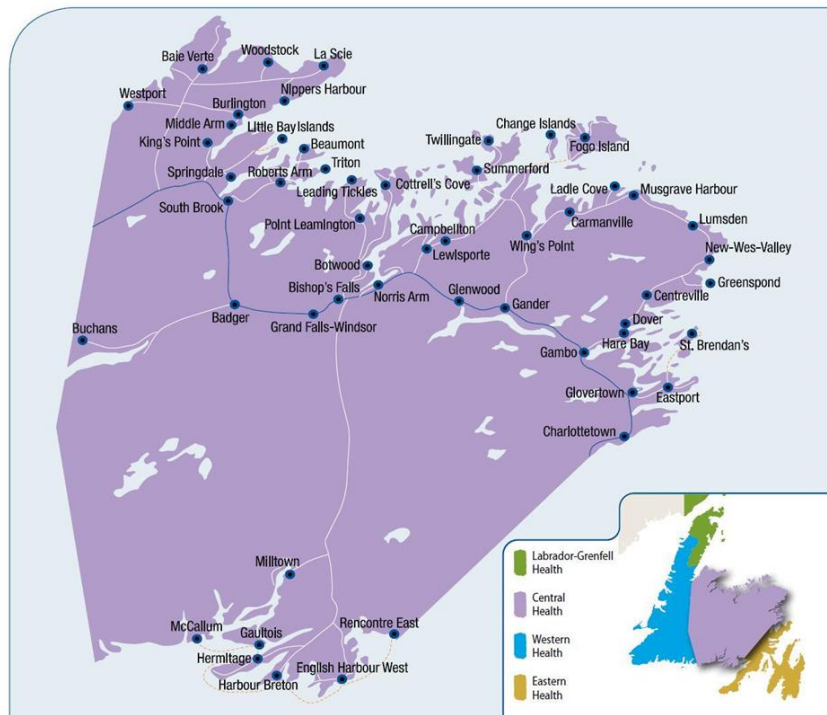 Woodstock
La Scie
Baie Verte
Westport
Nippers Harbour
Burlington
Middle Arm
Little Bay Islands
King's Point
Beaumont
Triton
Springdale
Roberts Arm
Leading Tickles
South Brook
Cottrell's Cove
Twillingate
Change Islands
Fogo Island
Summerford
Ladle Cove
Musgrave Harbour
Carmanville
Lumsden
Point Leamington
Campbellton
Lewisporte
Wing's Point
New-Wes-Valley
Greenspond
Botwood
Bishop's Falls
Norris Arm
Glenwood
Gander
Centreville
Badger
Grand Falls-Windsor
Dover
Hare Bay
St. Brendan's
Buchans
Gambo
Glovertown
Eastport
Charlottetown
Milltown
McCallum
Gaultois
Rencontre East
Hermitage
Harbour Breton
English Harbour West
Labrador-Grenfell
Health
Central
Health
Western
Health
Eastern
Health